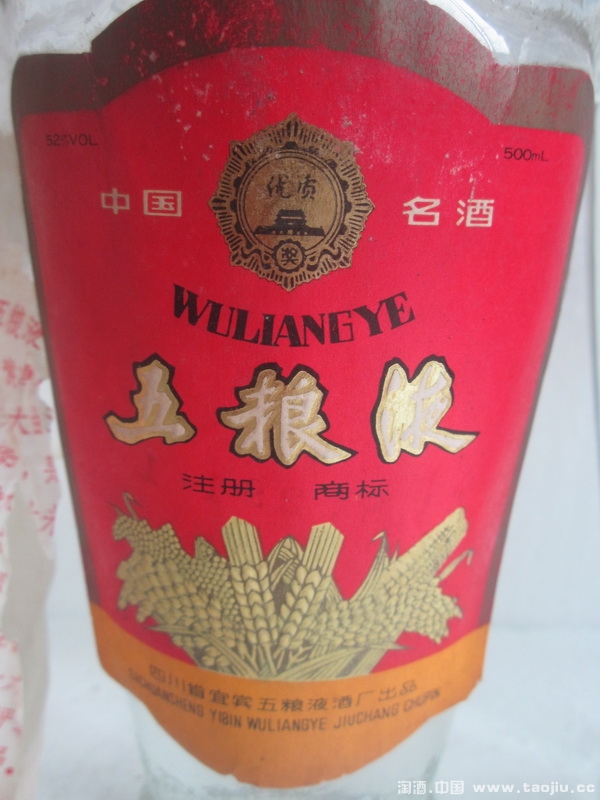 52%VOL
500mL
优质
奖
中国 名酒
WULIANGYE
五粮液
注册 商标
四川省宜宾五粮液酒厂出品
SICHUANSHENG YIBIN WULIANGYE JIUCHANG CHUPIN
淘酒.中国 www.taojiu.cc